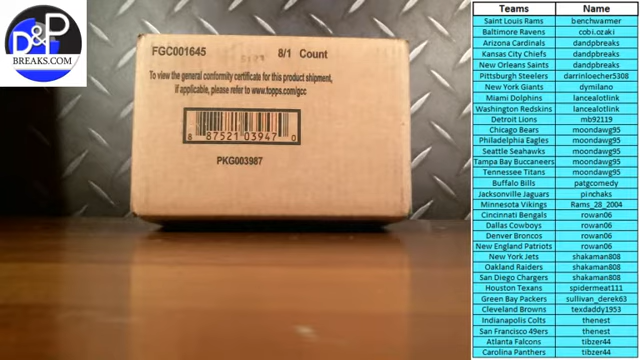 D&P
BREAKS.COM
FGC001645
8/1 Count
To view the general conformity certificate for this product shipment,
if applicable, please refer to www.topps.com/gcc
8 87521 03947 0
PKG003987
Teams Name
Saint Louis Rams benchwarmer
Baltimore Ravens cobi.ozaki
Arizona Cardinals dandpbreaks
Kansas City Chiefs dandpbreaks
New Orleans Saints dandpbreaks
Pittsburgh Steelers darrinloecher5308
New York Giants dymilano
Miami Dolphins lancealotlink
Washington Redskins lancealotlink
Detroit Lions mb92119
Chicago Bears moondawg95
Philadelphia Eagles moondawg95
Seattle Seahawks moondawg95
Tampa Bay Buccaneers moondawg95
Tennessee Titans moondawg95
Buffalo Bills patgcomedy
Jacksonville Jaguars pinchaks
Minnesota Vikings Rams_28_2004
Cincinnati Bengals rowan06
Dallas Cowboys rowan06
Denver Broncos rowan06
New England Patriots rowan06
New York Jets shakaman808
Oakland Raiders shakaman808
San Diego Chargers shakaman808
Houston Texans spidermeat111
Green Bay Packers sullivan_derek63
Cleveland Browns texdaddy1953
Indianapolis Colts thenest
San Francisco 49ers thenest
Atlanta Falcons tibzer44
Carolina Panthers tibzer44